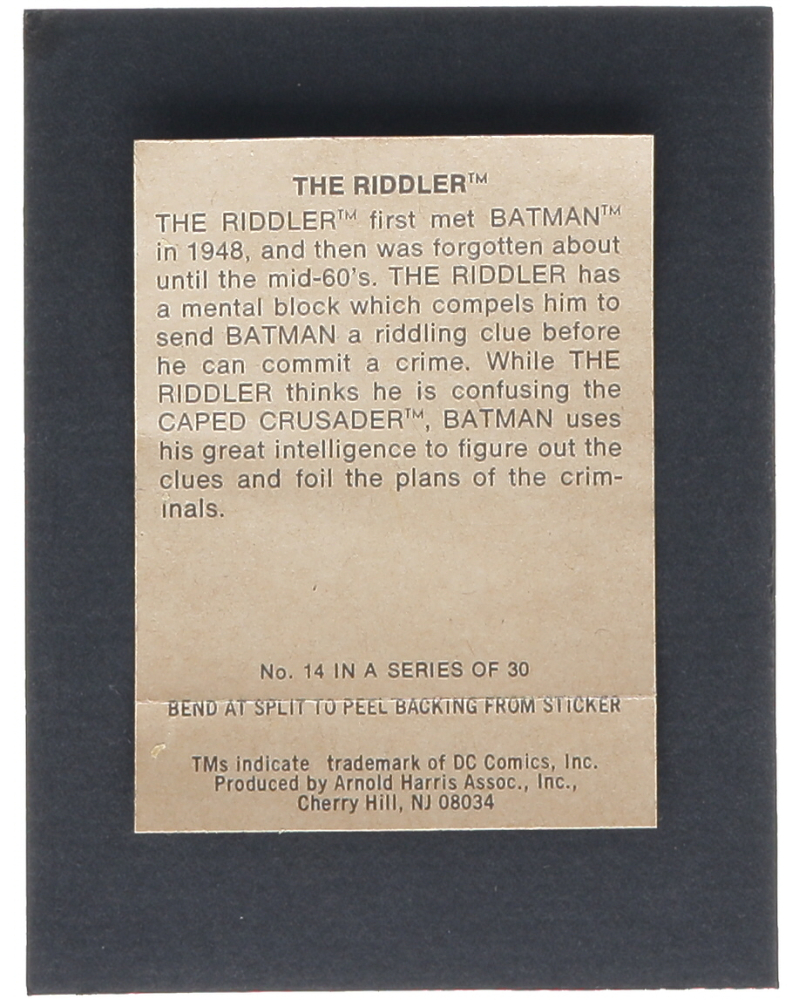 THE RIDDLER™
THE RIDDLER™ first met BATMAN™
in 1948, and then was forgotten about
until the mid-60's. THE RIDDLER has
a mental block which compels him to
send BATMAN a riddling clue before
he can commit a crime. While THE
RIDDLER thinks he is confusing the
CAPED CRUSADER™, BATMAN uses
his great intelligence to figure out the
clues and foil the plans of the crim-
inals.
No. 14 IN A SERIES OF 30
BEND AT SPLIT TO PEEL BACKING FROM STICKER
TMs indicate trademark of DC Comics, Inc.
Produced by Arnold Harris Assoc., Inc.,
Cherry Hill, NJ 08034